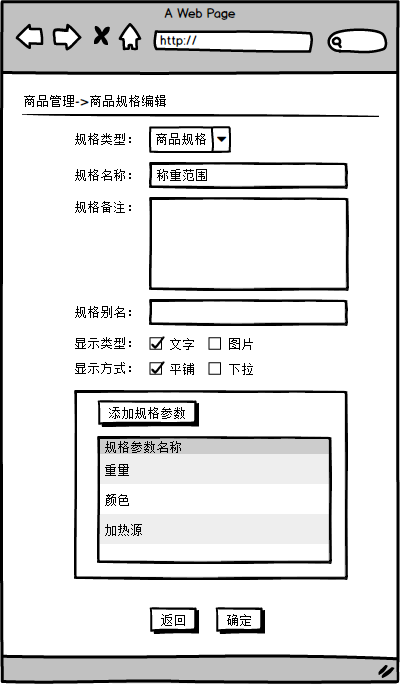 A Web Page
http://
商品管理->商品规格编辑
规格类型： 商品规格
规格名称： 称重范围
规格备注：
规格别名：
显示类型： 文字 图片
显示方式： 平铺 下拉
添加规格参数
规格参数名称
重量
颜色
加热源
返回 确定